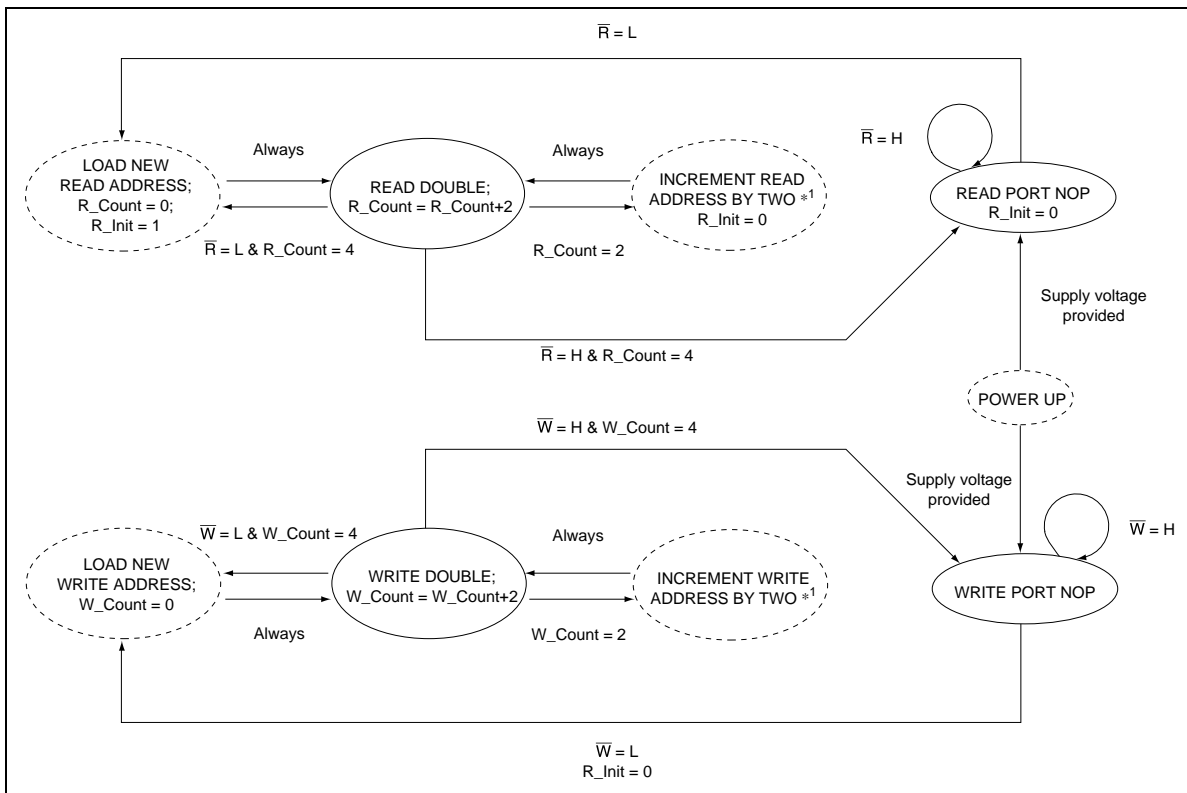 R̅ = L
R̅ = H
LOAD NEW
READ ADDRESS;
R_Count = 0;
R_Init = 1
Always
READ DOUBLE;
R_Count = R_Count+2
Always
INCREMENT READ
ADDRESS BY TWO *1
R_Init = 0
READ PORT NOP
R_Init = 0
R̅ = L & R_Count = 4
R_Count = 2
Supply voltage
provided
R̅ = H & R_Count = 4
POWER UP
W̅ = H & W_Count = 4
Supply voltage
provided
W̅ = L & W_Count = 4
Always
W̅ = H
LOAD NEW
WRITE ADDRESS;
W_Count = 0
WRITE DOUBLE;
W_Count = W_Count+2
INCREMENT WRITE
ADDRESS BY TWO *1
WRITE PORT NOP
Always
W_Count = 2
W̅ = L
R_Init = 0